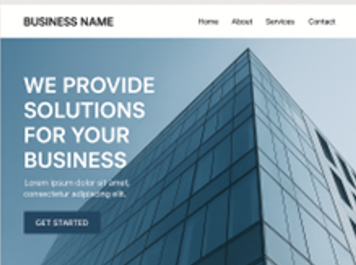 BUSINESS NAME
Home About Services Contact
WE PROVIDE
SOLUTIONS
FOR YOUR
BUSINESS
Lorem ipsum dolor sit amet,
consectetur adipiscing elit.
GET STARTED